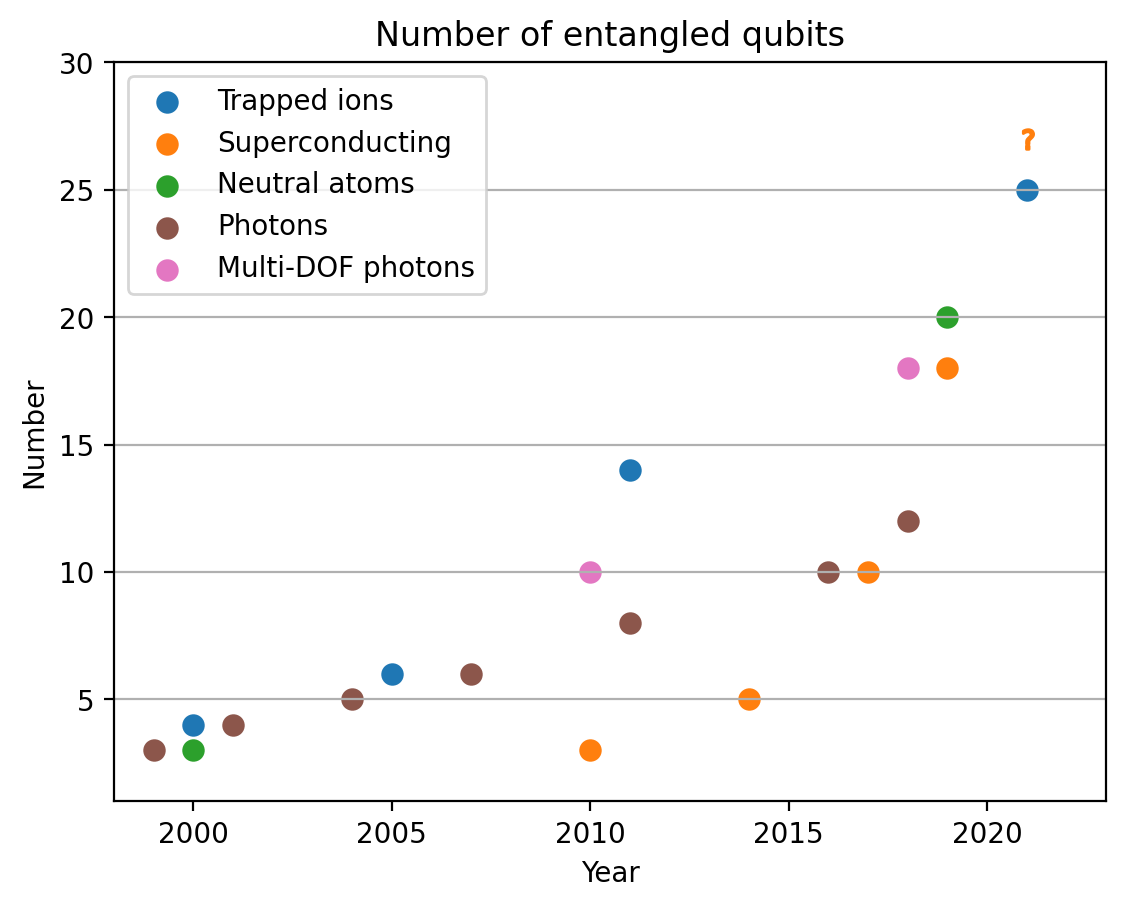 Number of entangled qubits
30
25
20
15
10
5
Number
Trapped ions
Superconducting
Neutral atoms
Photons
Multi-DOF photons
?
2000 2005 2010 2015 2020
Year